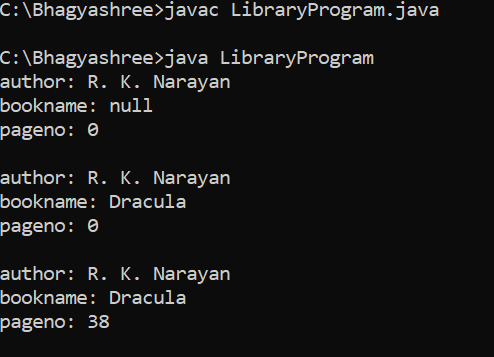 C:\Bhagyashree>javac LibraryProgram.java
C:\Bhagyashree>java LibraryProgram
author: R. K. Narayan
bookname: null
pageno: 0
author: R. K. Narayan
bookname: Dracula
pageno: 0
author: R. K. Narayan
bookname: Dracula
pageno: 38